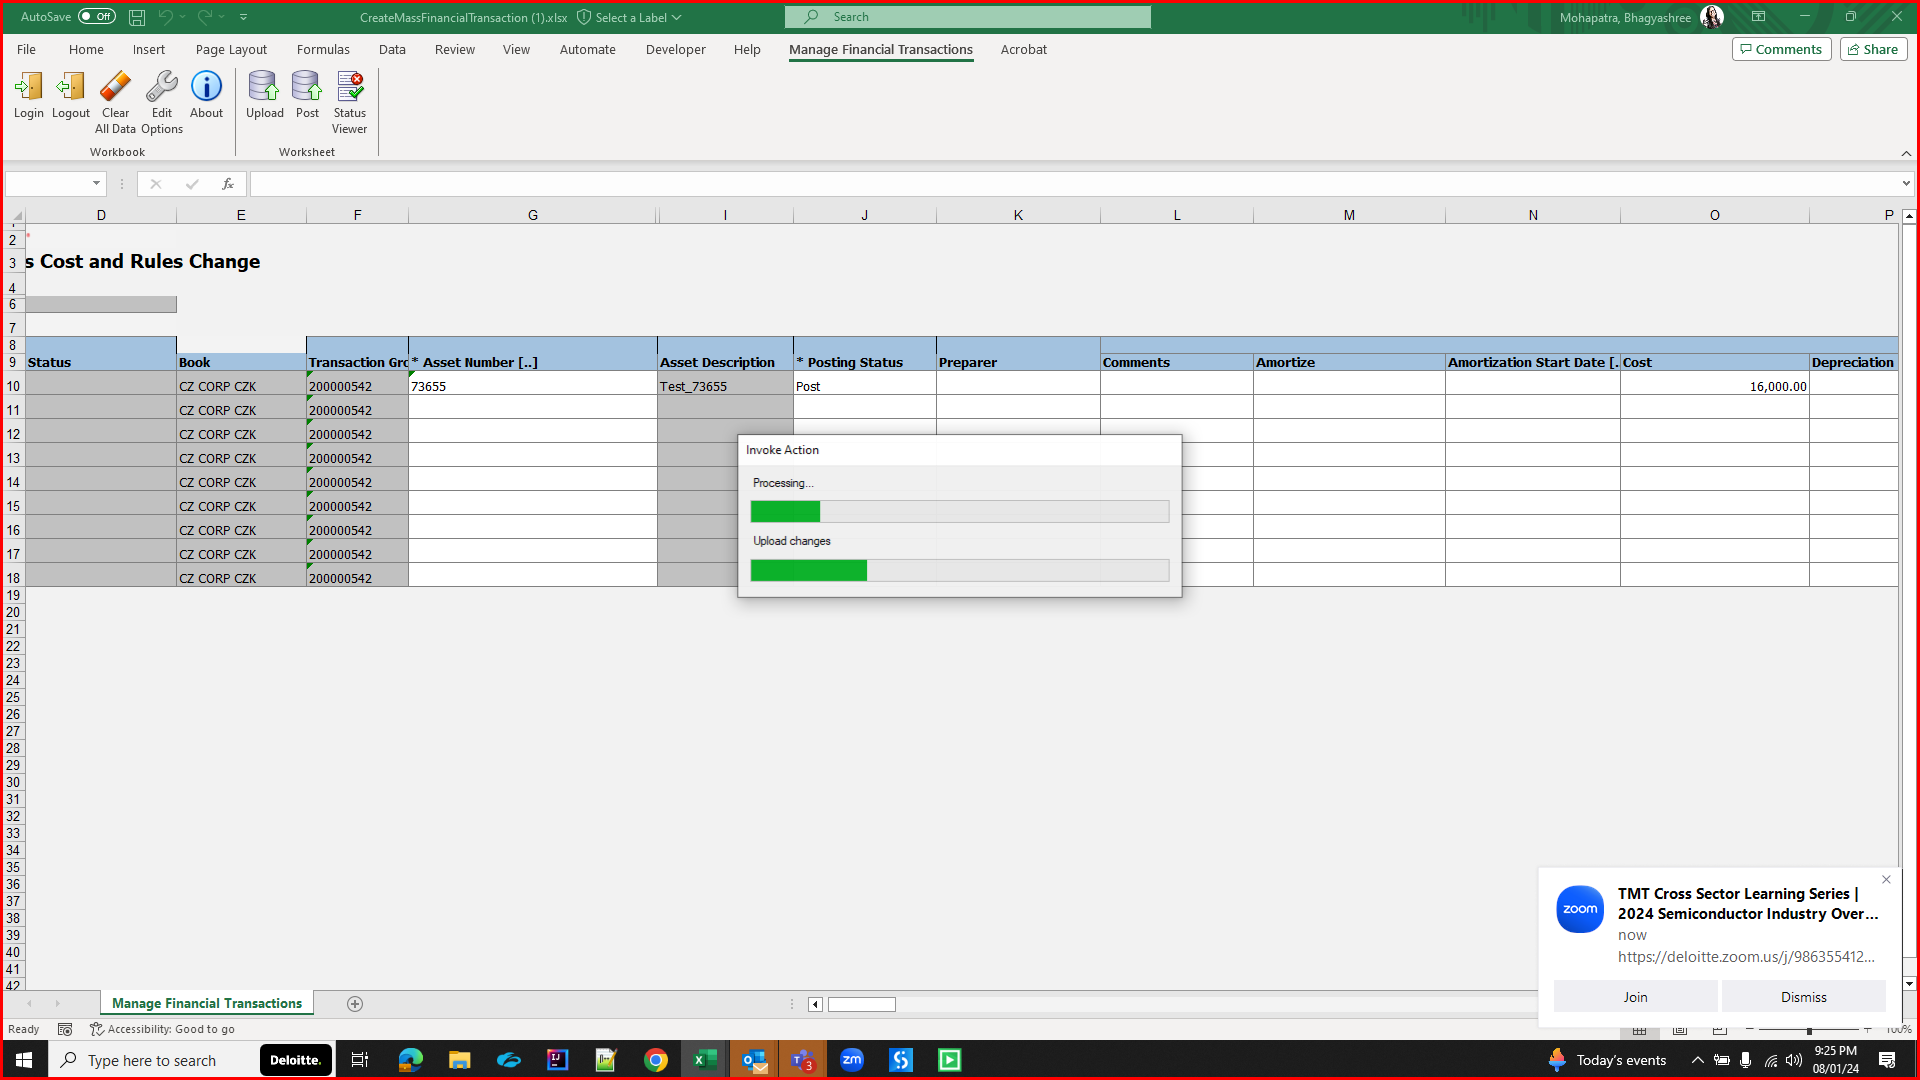 AutoSave Off CreateMassFinancialTransaction (1).xlsx Select a Label Search Mohapatra, Bhagyashree
File Home Insert Page Layout Formulas Data Review View Automate Developer Help Manage Financial Transactions Acrobat Comments Share
Login Logout Clear All Data Edit Options About Upload Post Status Viewer
Workbook Worksheet
fx
D E F G I J K L M N O P
2 *
3 s Cost and Rules Change
4
6
7
8
9 Status Book Transaction Gro * Asset Number [..] Asset Description * Posting Status Preparer Comments Amortize Amortization Start Date [. Cost Depreciation
10 CZ CORP CZK 200000542 73655 Test_73655 Post 16,000.00
11 CZ CORP CZK 200000542
12 CZ CORP CZK 200000542
13 CZ CORP CZK 200000542
14 CZ CORP CZK 200000542
15 CZ CORP CZK 200000542
16 CZ CORP CZK 200000542
17 CZ CORP CZK 200000542
18 CZ CORP CZK 200000542
Invoke Action
Processing...
Upload changes
19
20
21
22
23
24
25
26
27
28
29
30
31
32
33
34
35
36
37
38
39
40
41
42
zoom
TMT Cross Sector Learning Series |
2024 Semiconductor Industry Over...
now
https://deloitte.zoom.us/j/986355412...
Join Dismiss
Manage Financial Transactions
Ready Accessibility: Good to go 100%
Type here to search Deloitte. zm 3 Today's events 9:25 PM
08/01/24